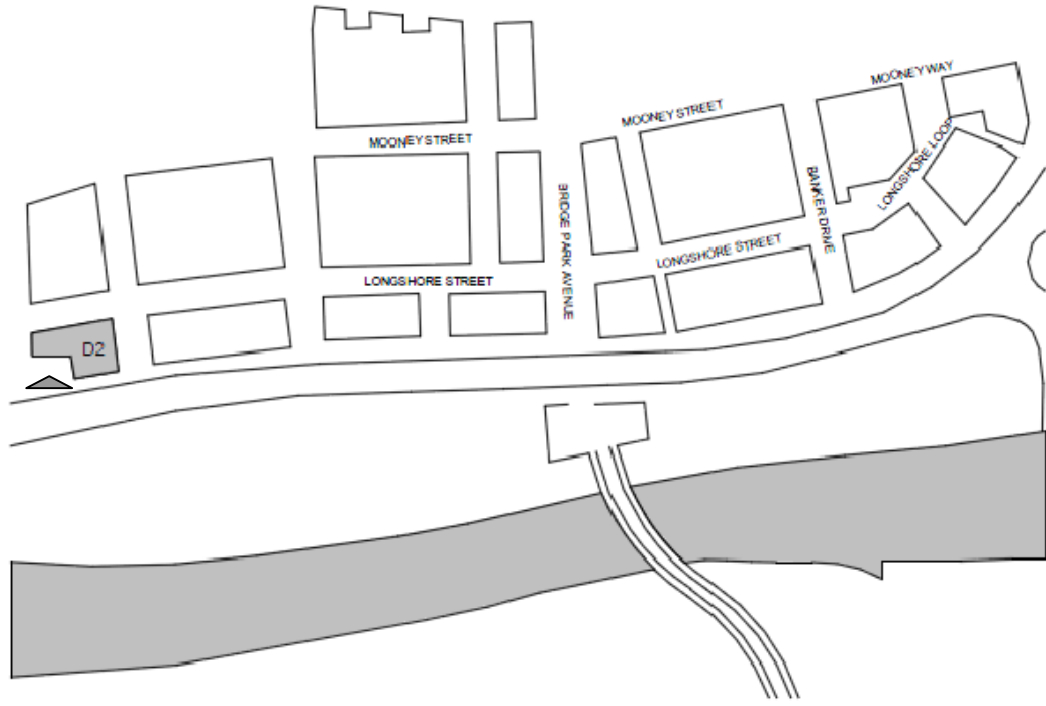 MOONEY WAY
MOONEY STREET
MOONEY STREET
LONGSHORE LOOP
BRIDGE PARK AVENUE
BANKER DRIVE
LONGSHORE STREET
LONGSHORE STREET
D2